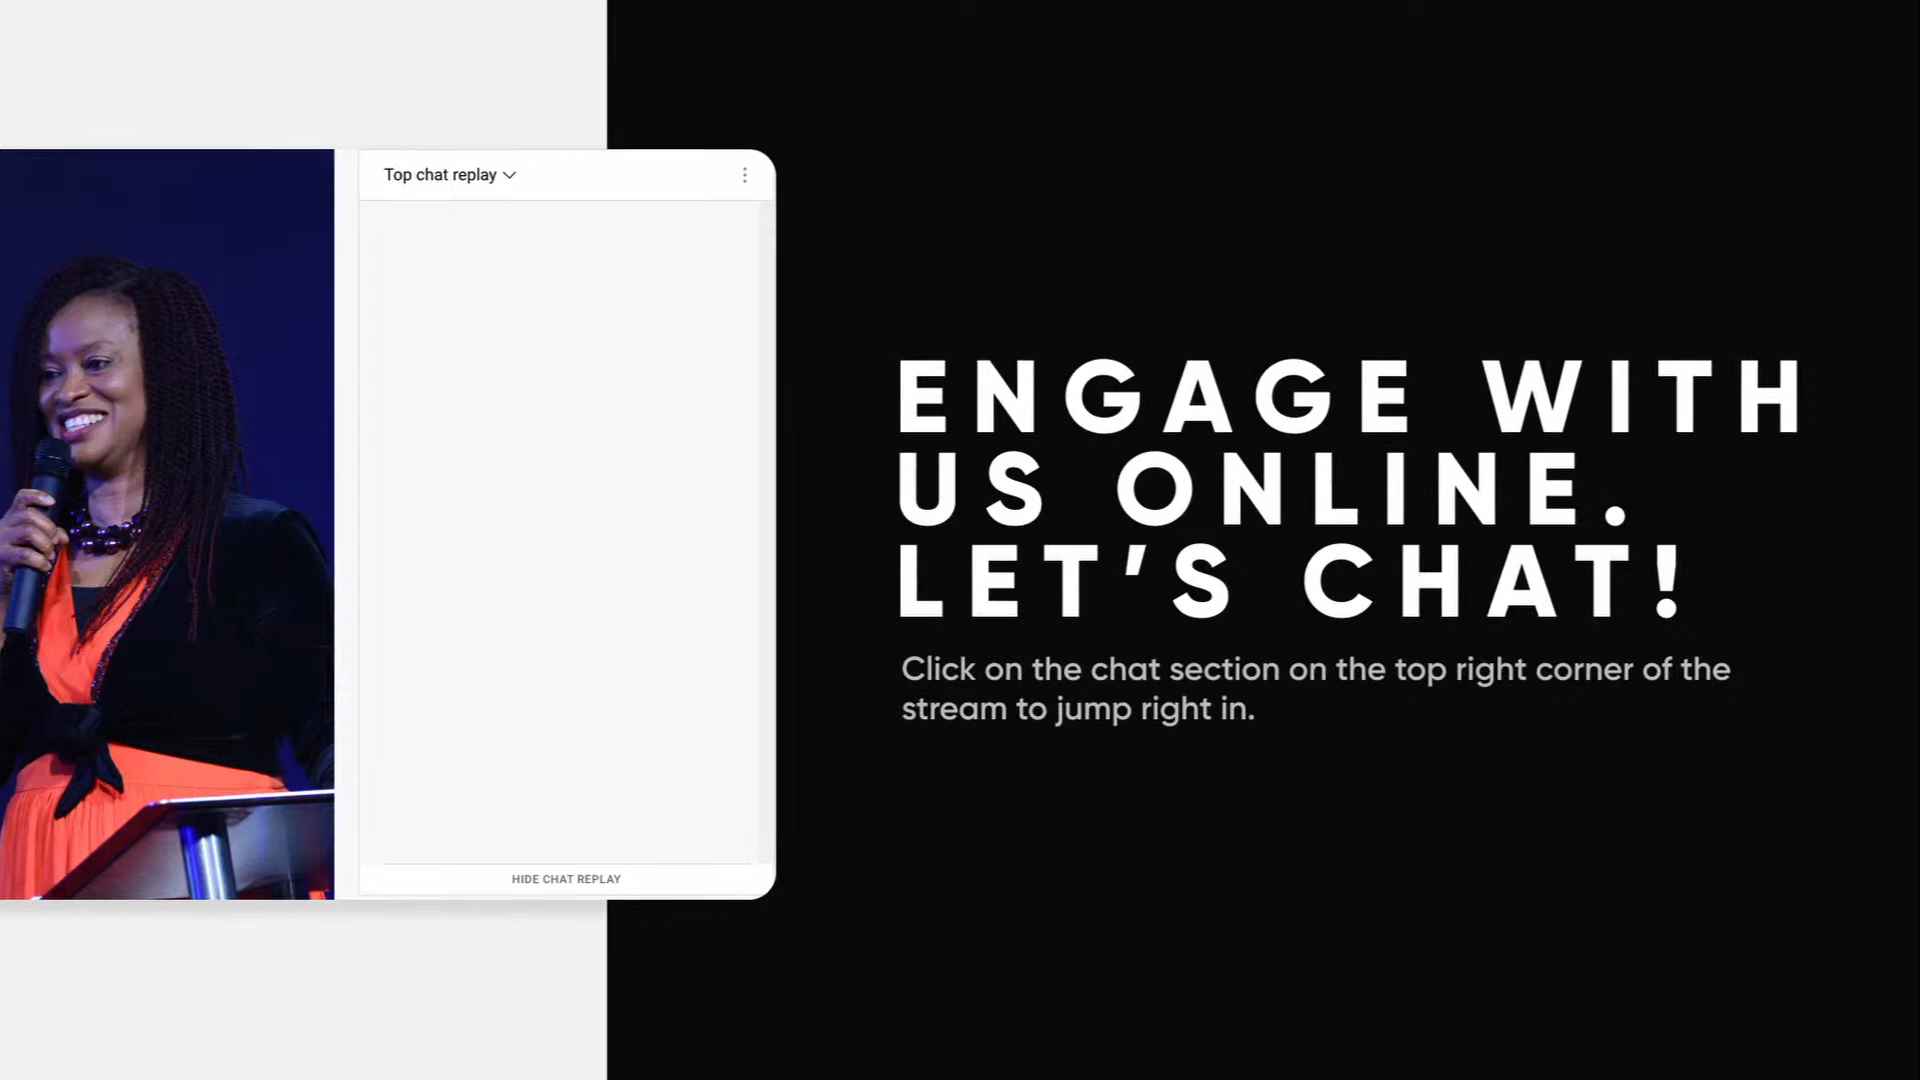 Top chat replay
HIDE CHAT REPLAY
ENGAGE WITH
US ONLINE.
LET’S CHAT!
Click on the chat section on the top right corner of the
stream to jump right in.